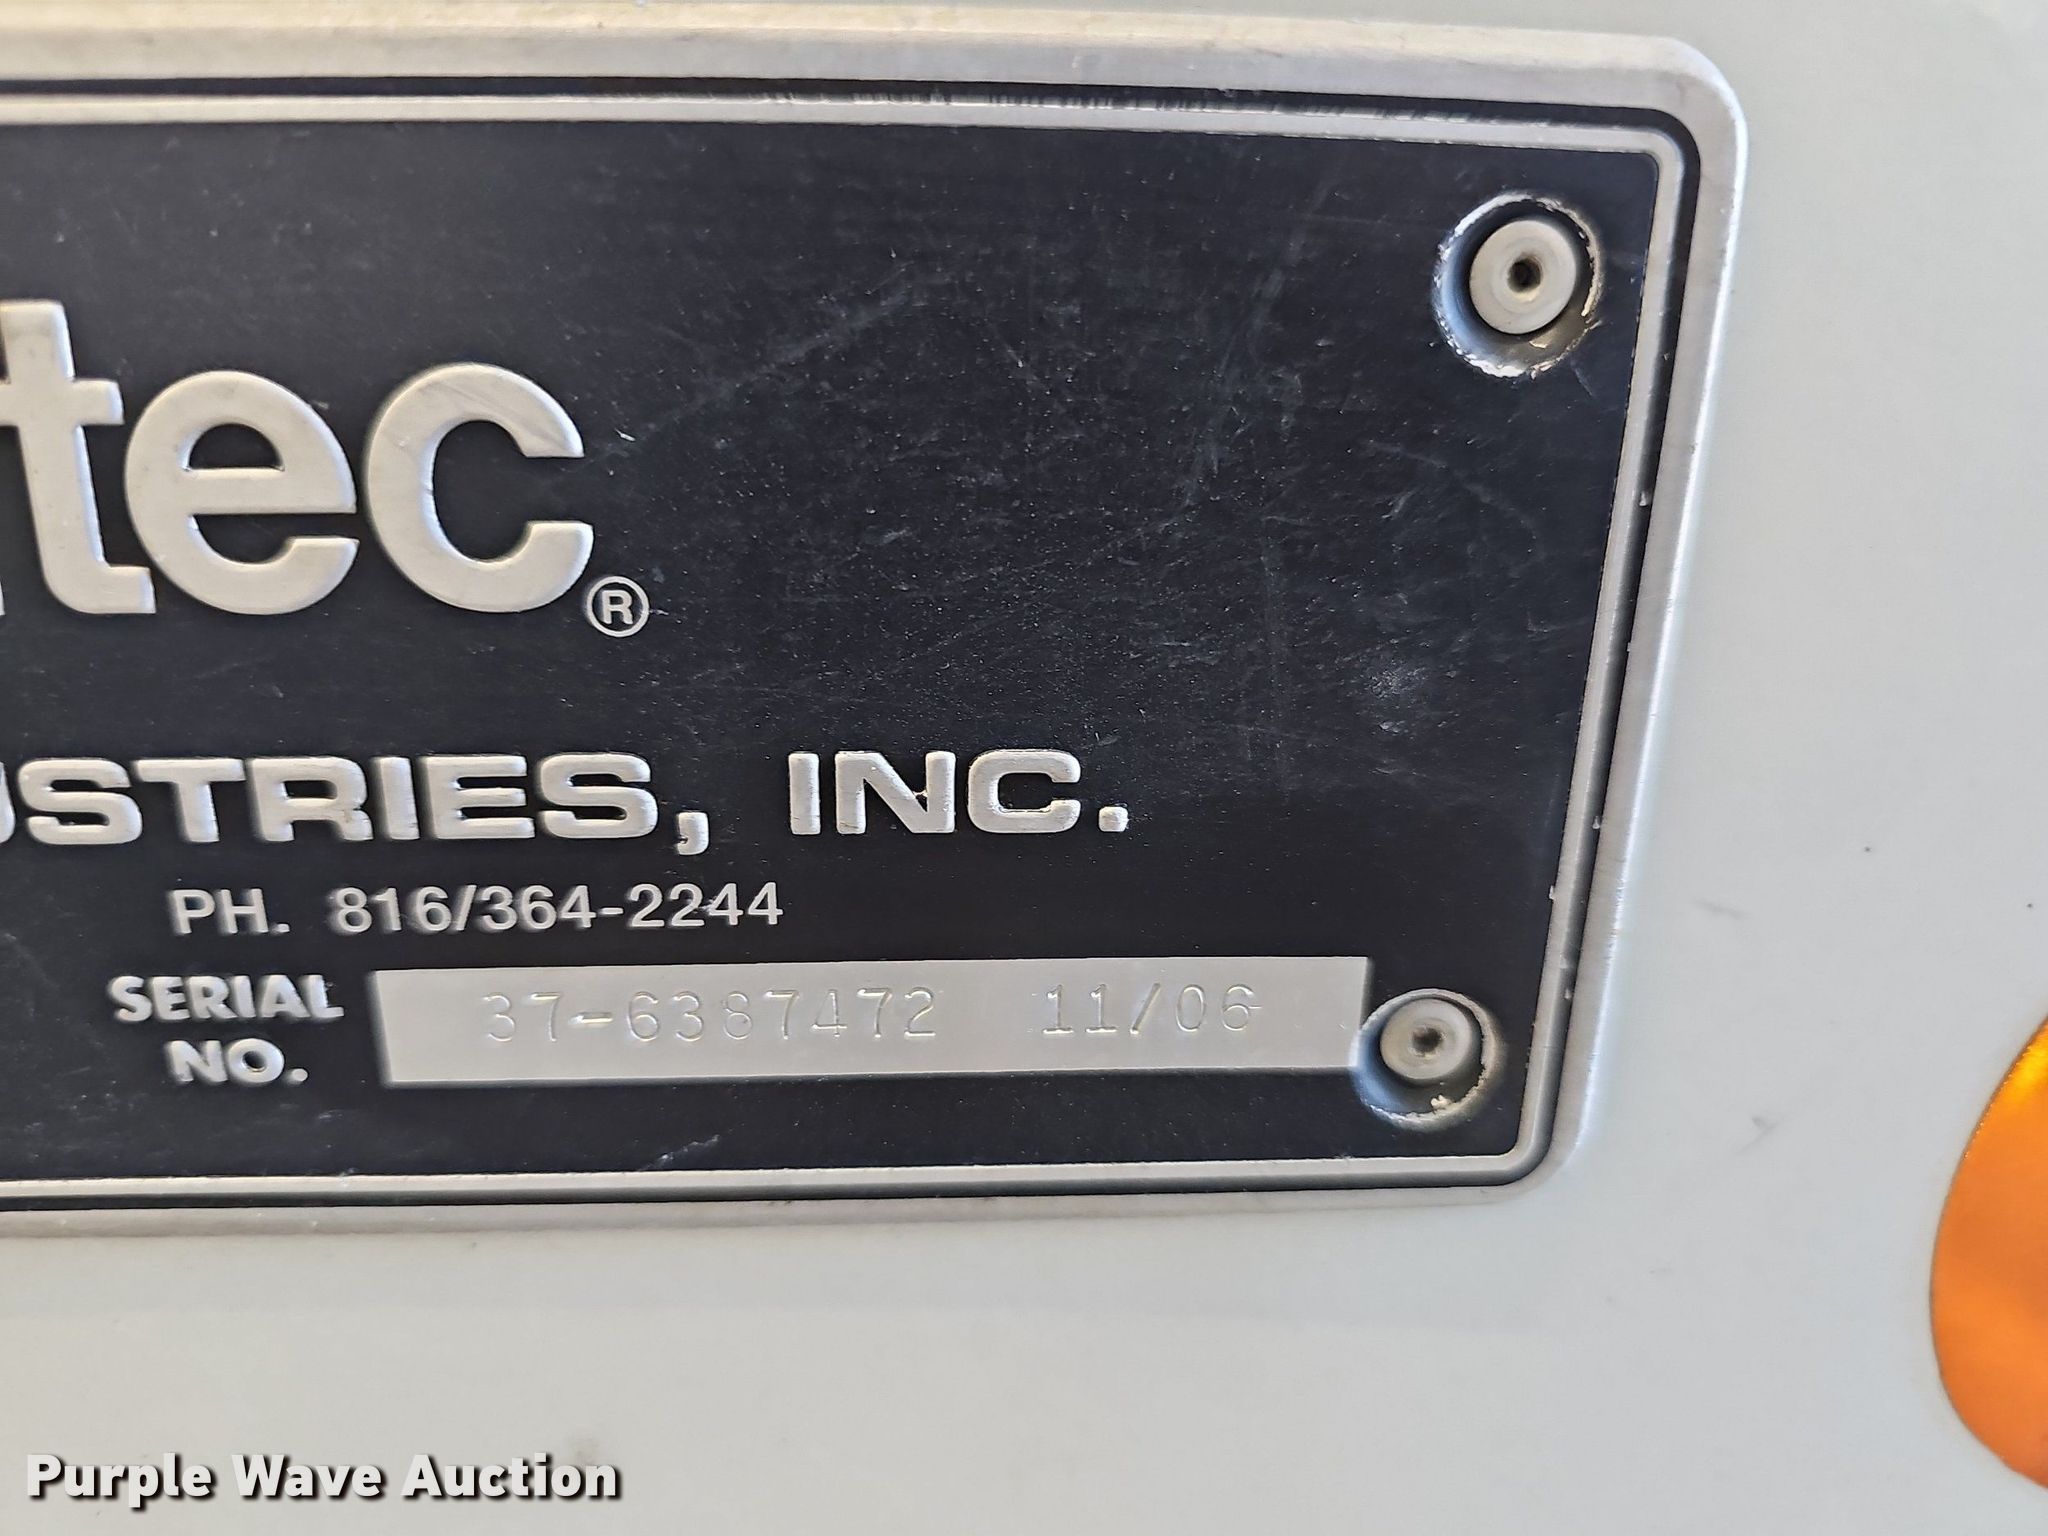 tec®
USTRIES, INC.
PH. 816/364-2244
SERIAL NO. 37-6387472 11/06
Purple Wave Auction